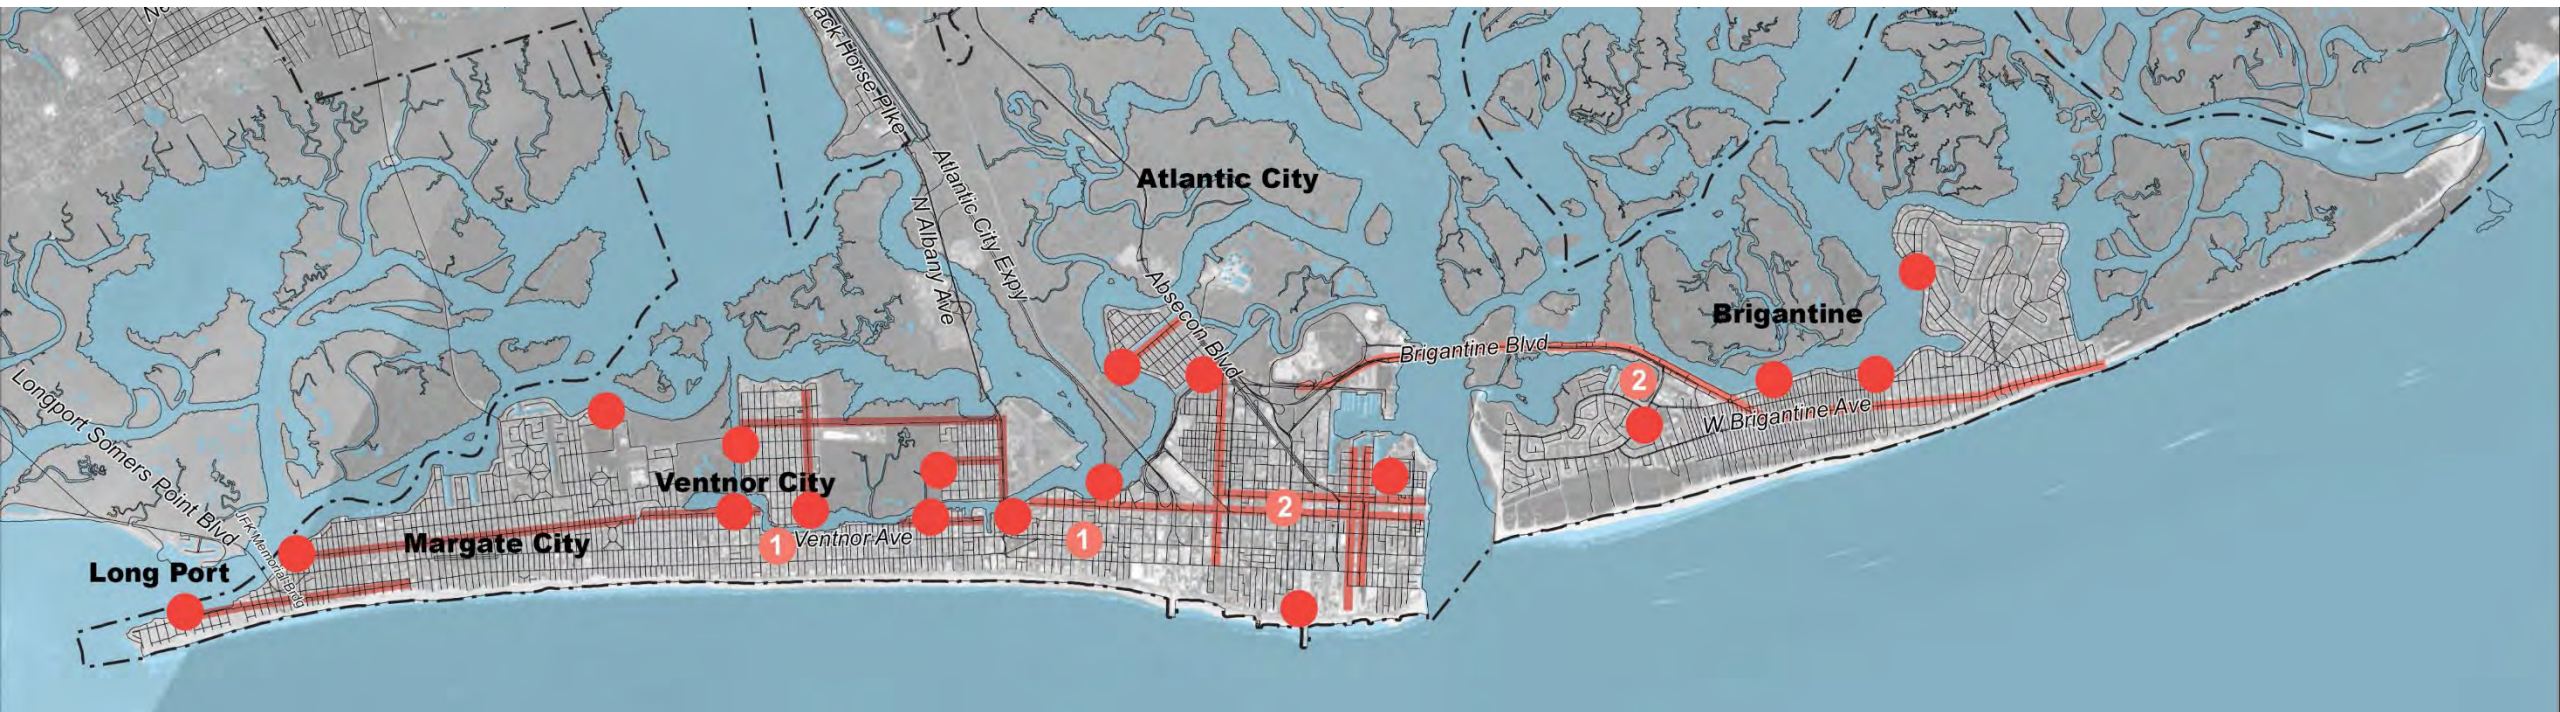 Black Horse Pike
Atlantic City Expy
N Albany Ave
Atlantic City
Absecon Blvd
Brigantine
Brigantine Blvd
2
W Brigantine Ave
Longport Somers Point Blvd
Ventnor City
2
JFK Memorial Brdg
Margate City
1
Ventnor Ave
1
Long Port